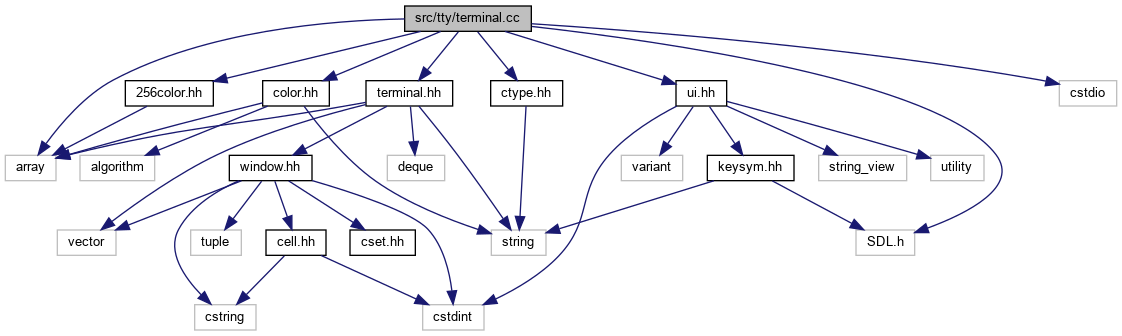 src/tty/terminal.cc
256color.hh
color.hh
terminal.hh
ctype.hh
ui.hh
cstdio
array
algorithm
window.hh
deque
variant
keysym.hh
string_view
utility
vector
tuple
cell.hh
cset.hh
string
SDL.h
cstring
cstdint